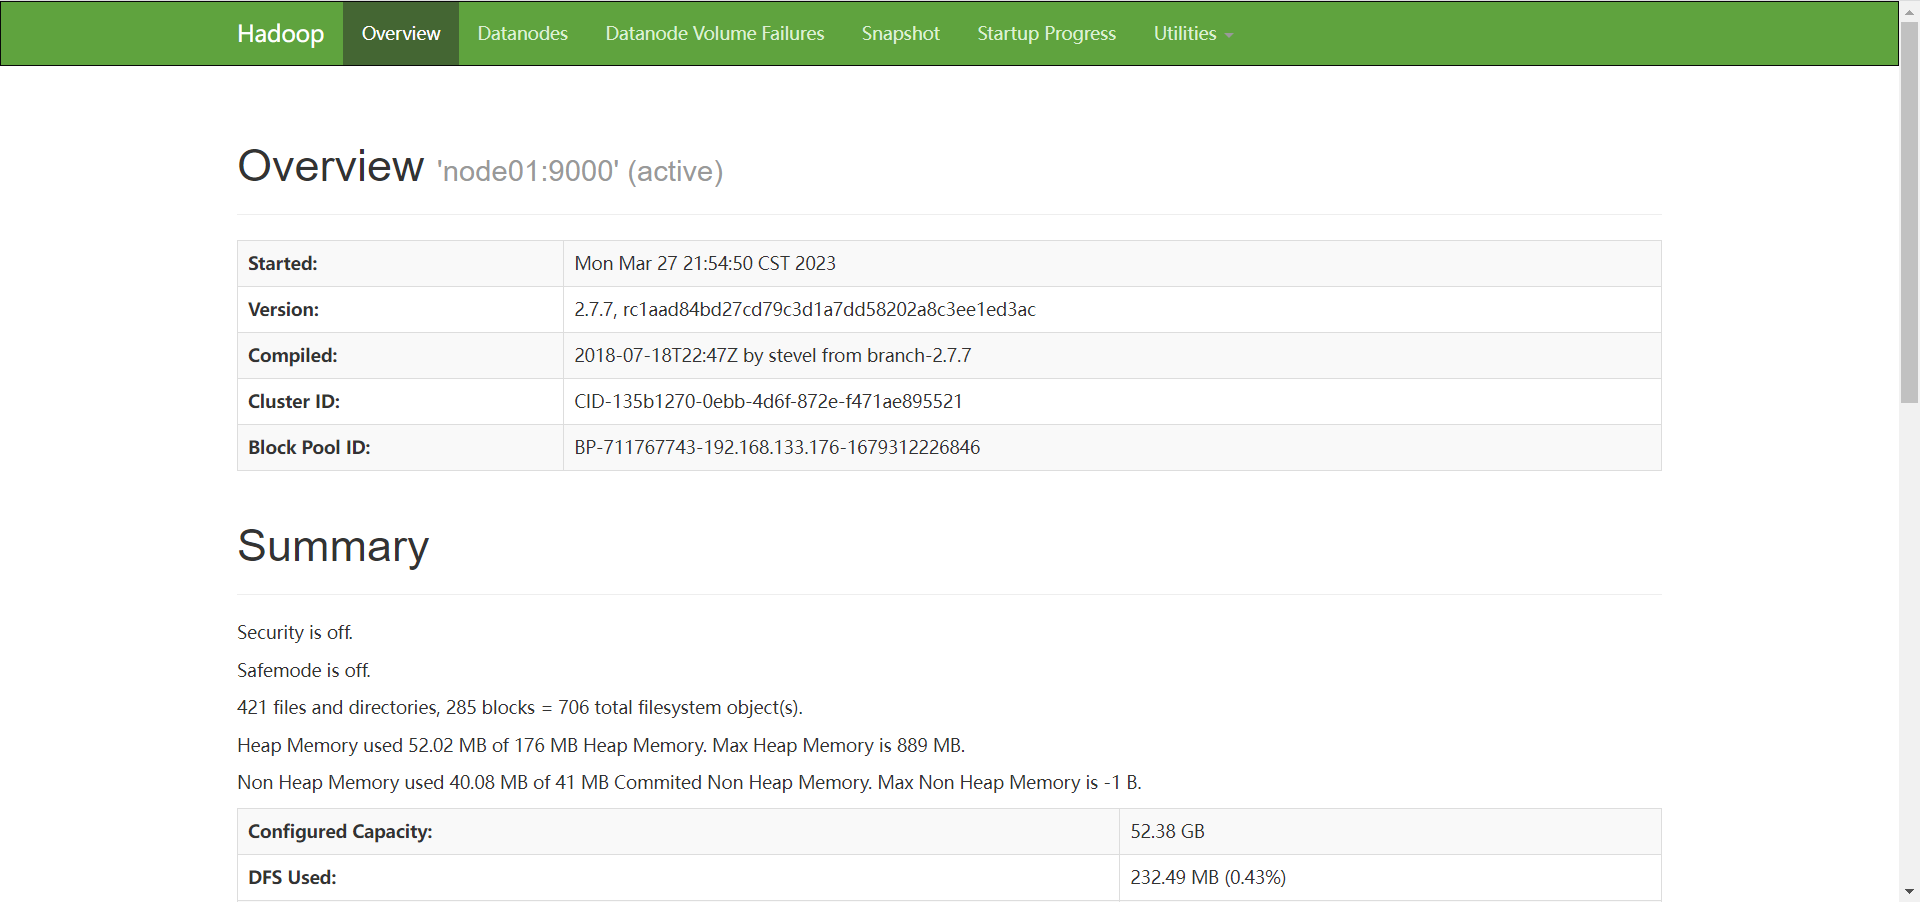 Hadoop Overview Datanodes Datanode Volume Failures Snapshot Startup Progress Utilities
Overview 'node01:9000' (active)
Started: Mon Mar 27 21:54:50 CST 2023
Version: 2.7.7, rc1aad84bd27cd79c3d1a7dd58202a8c3ee1ed3ac
Compiled: 2018-07-18T22:47Z by stevel from branch-2.7.7
Cluster ID: CID-135b1270-0ebb-4d6f-872e-f471ae895521
Block Pool ID: BP-711767743-192.168.133.176-1679312226846
Summary
Security is off.
Safemode is off.
421 files and directories, 285 blocks = 706 total filesystem object(s).
Heap Memory used 52.02 MB of 176 MB Heap Memory. Max Heap Memory is 889 MB.
Non Heap Memory used 40.08 MB of 41 MB Commited Non Heap Memory. Max Non Heap Memory is -1 B.
Configured Capacity: 52.38 GB
DFS Used: 232.49 MB (0.43%)